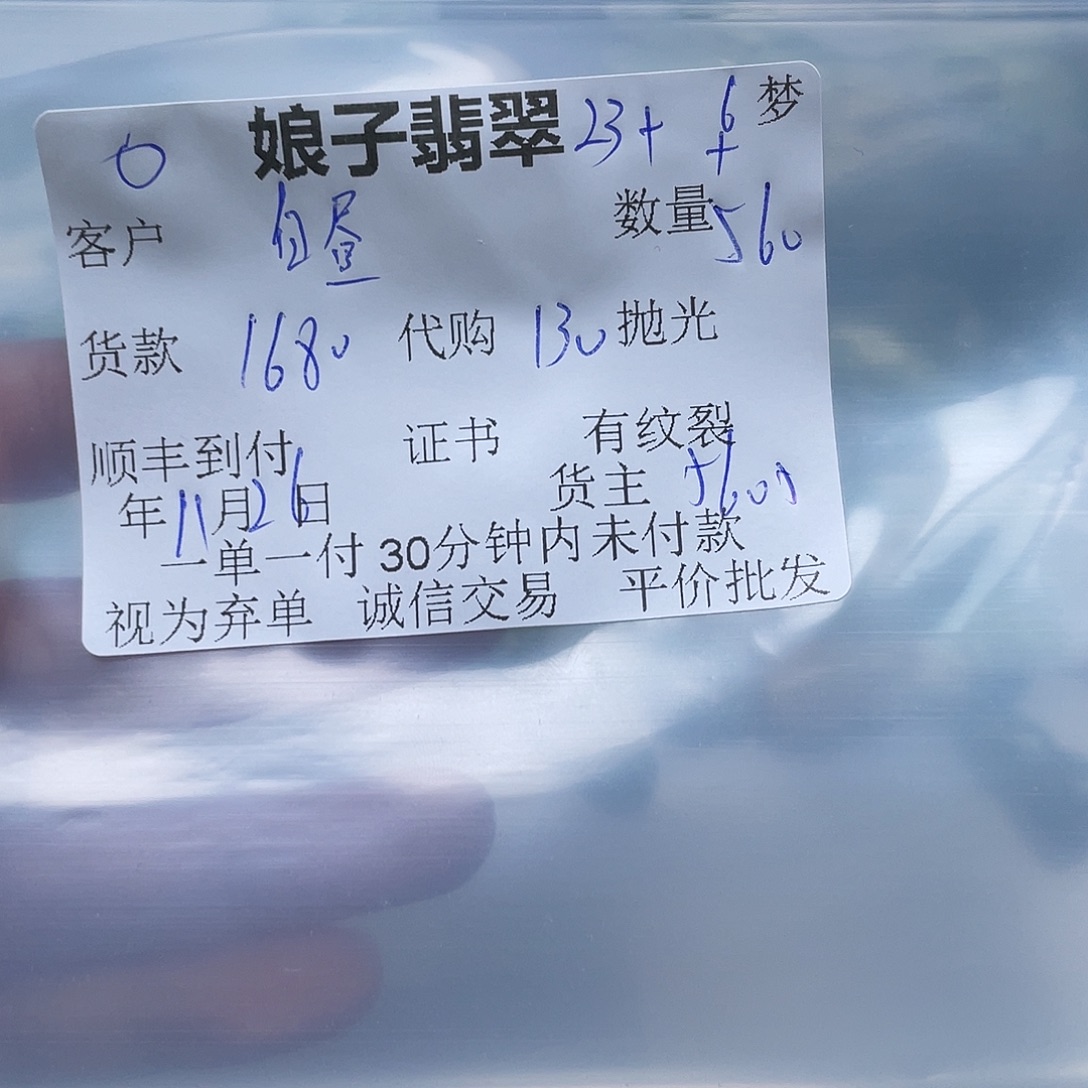 娘子翡翠 23+ 6+ 梦
客户 白昼 数量 560
货款 1680 代购 130 抛光
顺丰到付 证书 有纹裂
年11月26日 货主
一单一付 30分钟内未付款
视为弃单 诚信交易 平价批发